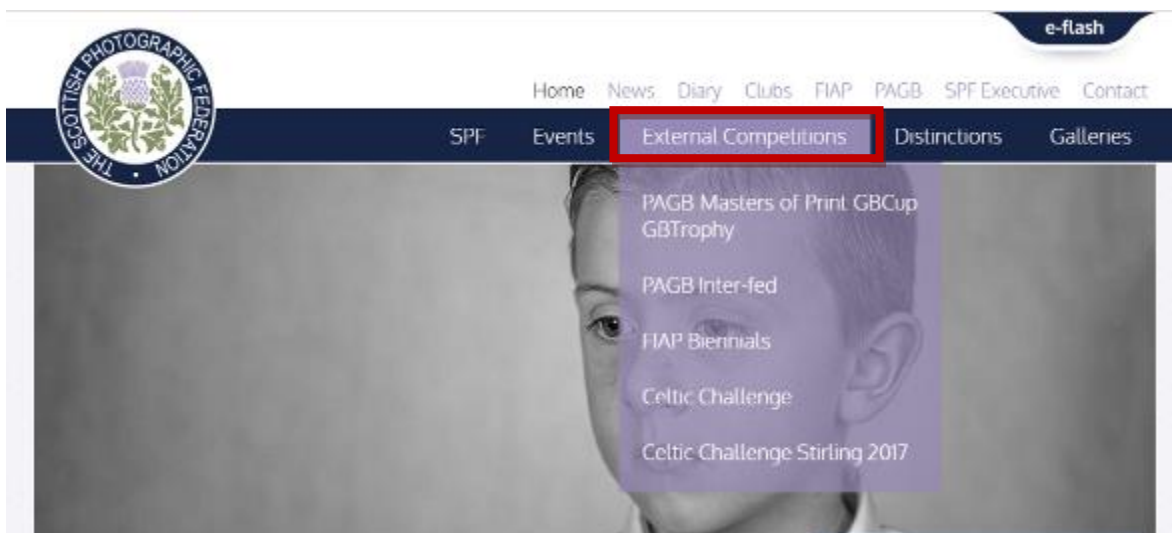 e-flash
THE SCOTTISH PHOTOGRAPHIC FEDERATION
Home News Diary Clubs FIAP PAGB SPF Executive Contact
SPF Events External Competitions Distinctions Galleries
PAGB Masters of Print GBCup
GBTrophy
PAGB Inter-fed
FIAP Biennials
Celtic Challenge
Celtic Challenge Stirling 2017